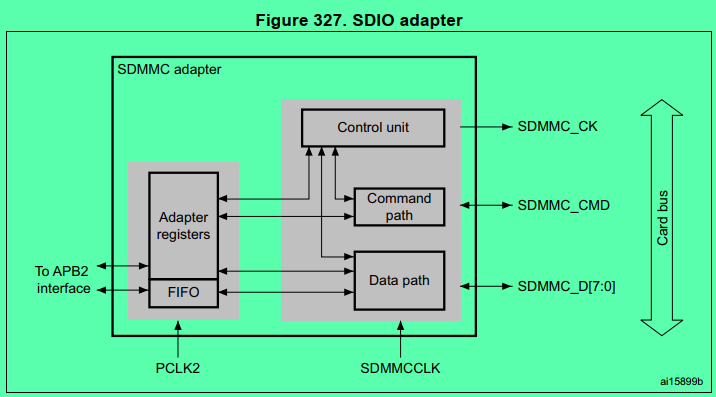 Figure 327. SDIO adapter
SDMMC adapter
Control unit
SDMMC_CK
Command
path
SDMMC_CMD
Adapter
registers
Card bus
To APB2
interface
FIFO
Data path
SDMMC_D[7:0]
PCLK2
SDMMCCLK
ai15899b